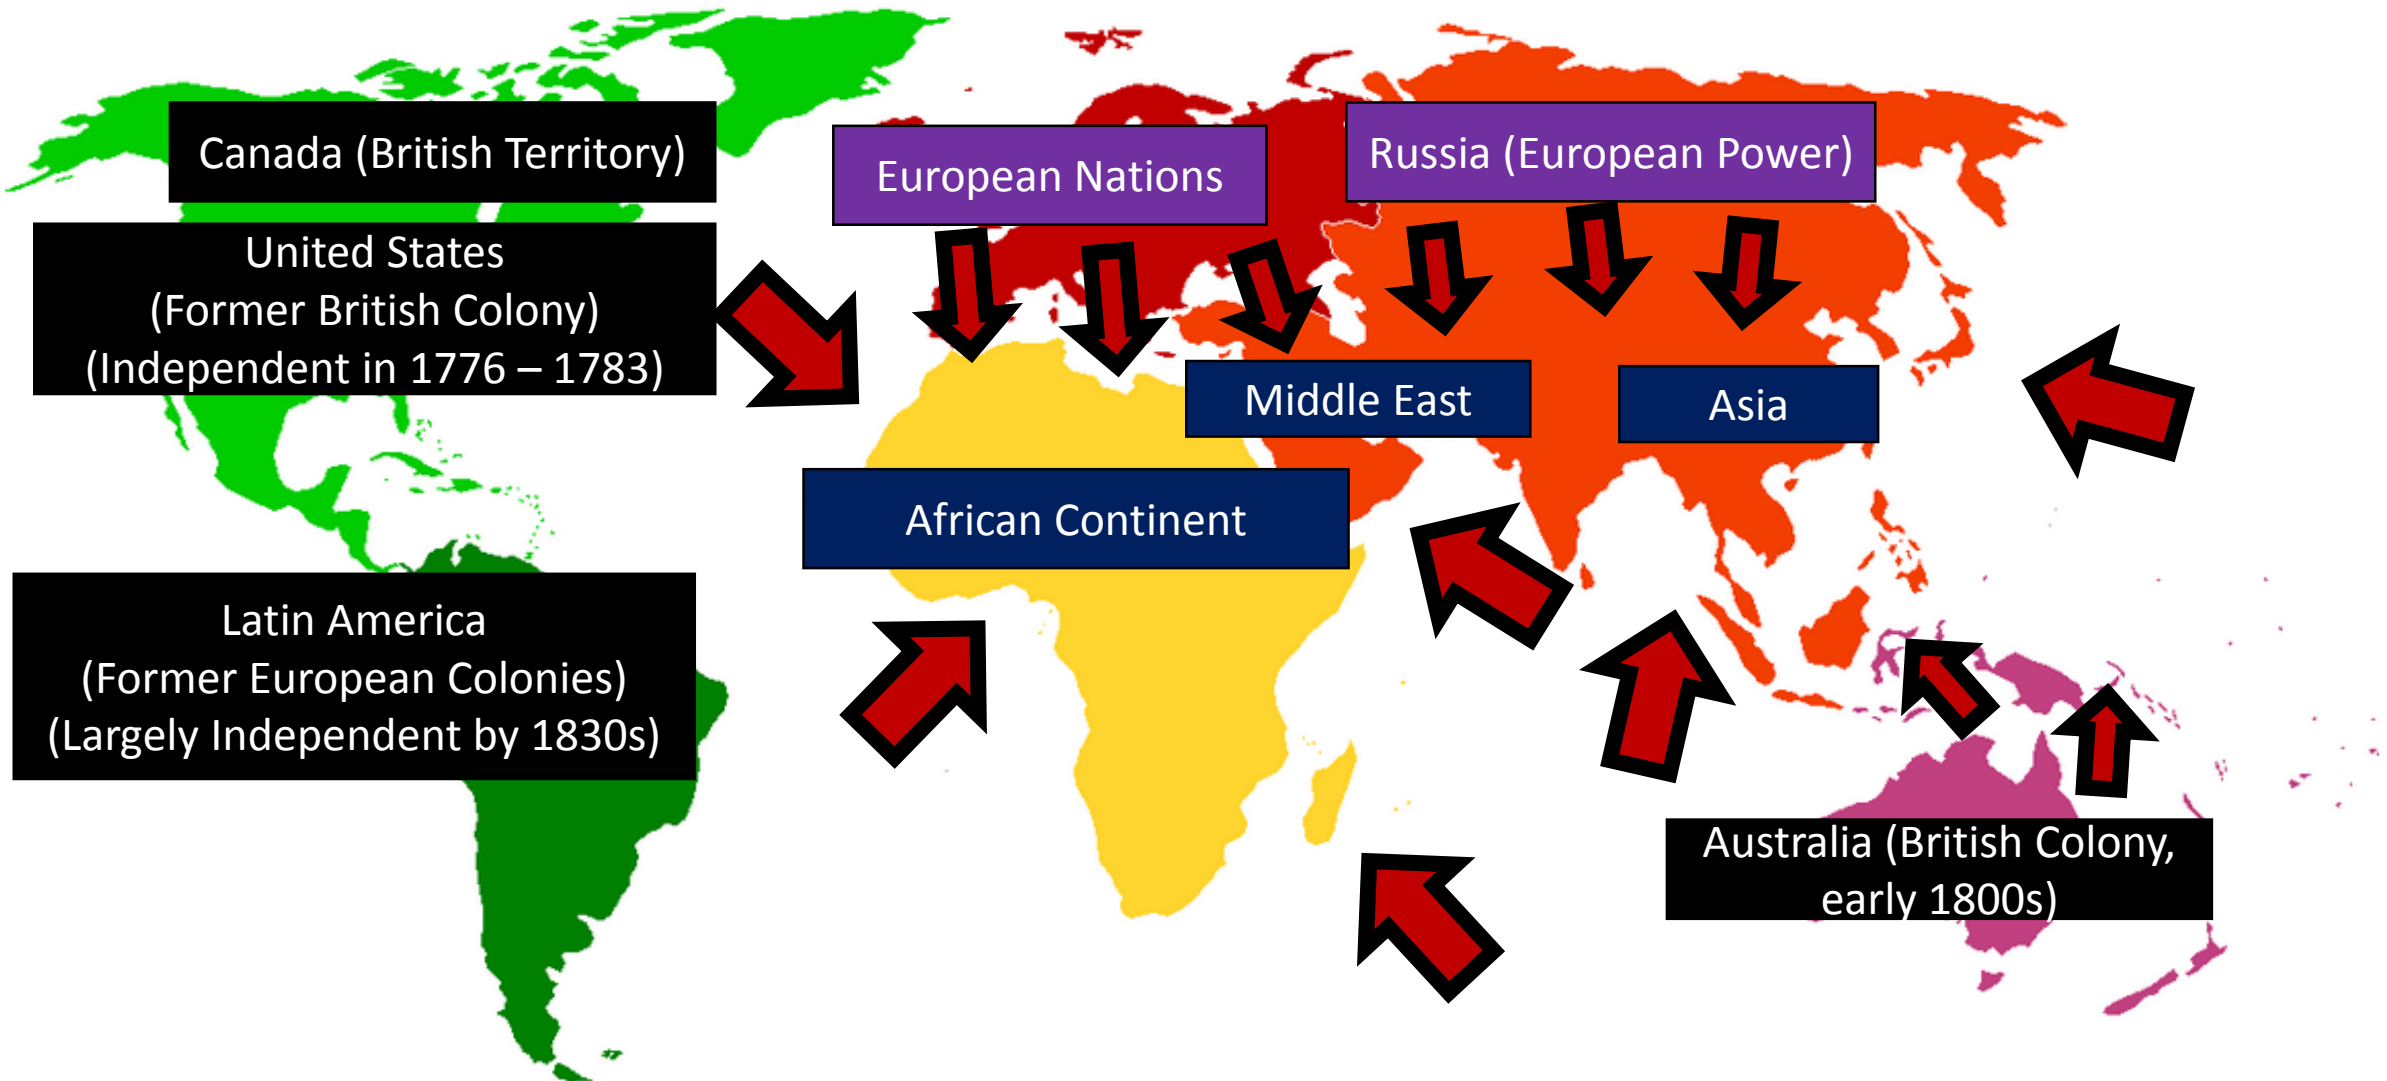 Canada (British Territory)
United States
(Former British Colony)
(Independent in 1776 – 1783)
Latin America
(Former European Colonies)
(Largely Independent by 1830s)
European Nations
Russia (European Power)
Middle East
Asia
African Continent
Australia (British Colony,
early 1800s)